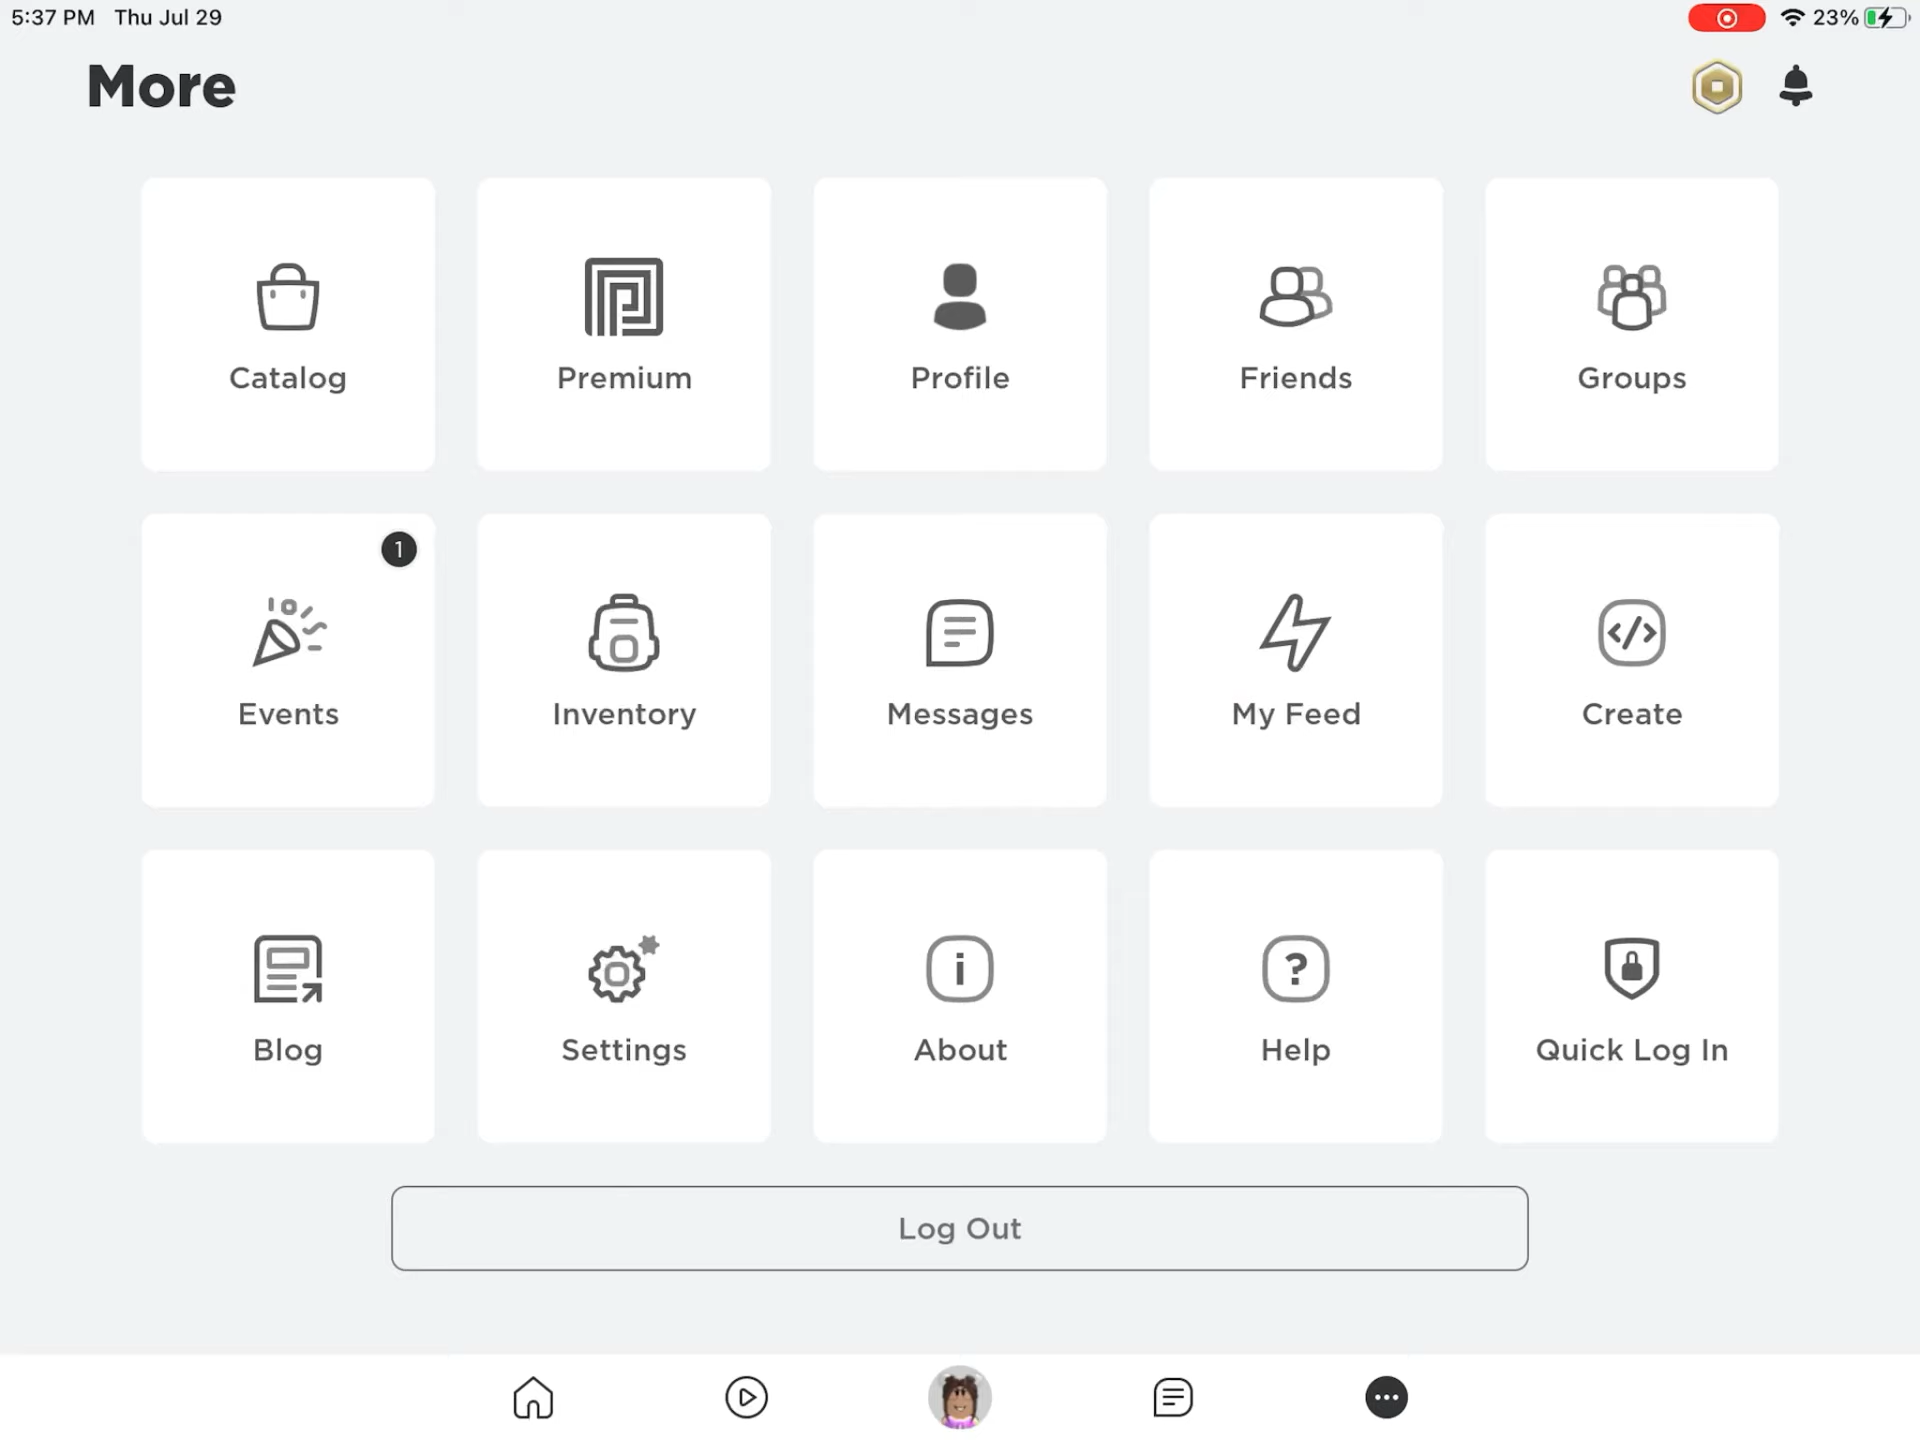 5:37 PM Thu Jul 29 23%
More
Catalog Premium Profile Friends Groups
1
Events Inventory Messages My Feed Create
Blog Settings About Help Quick Log In
Log Out